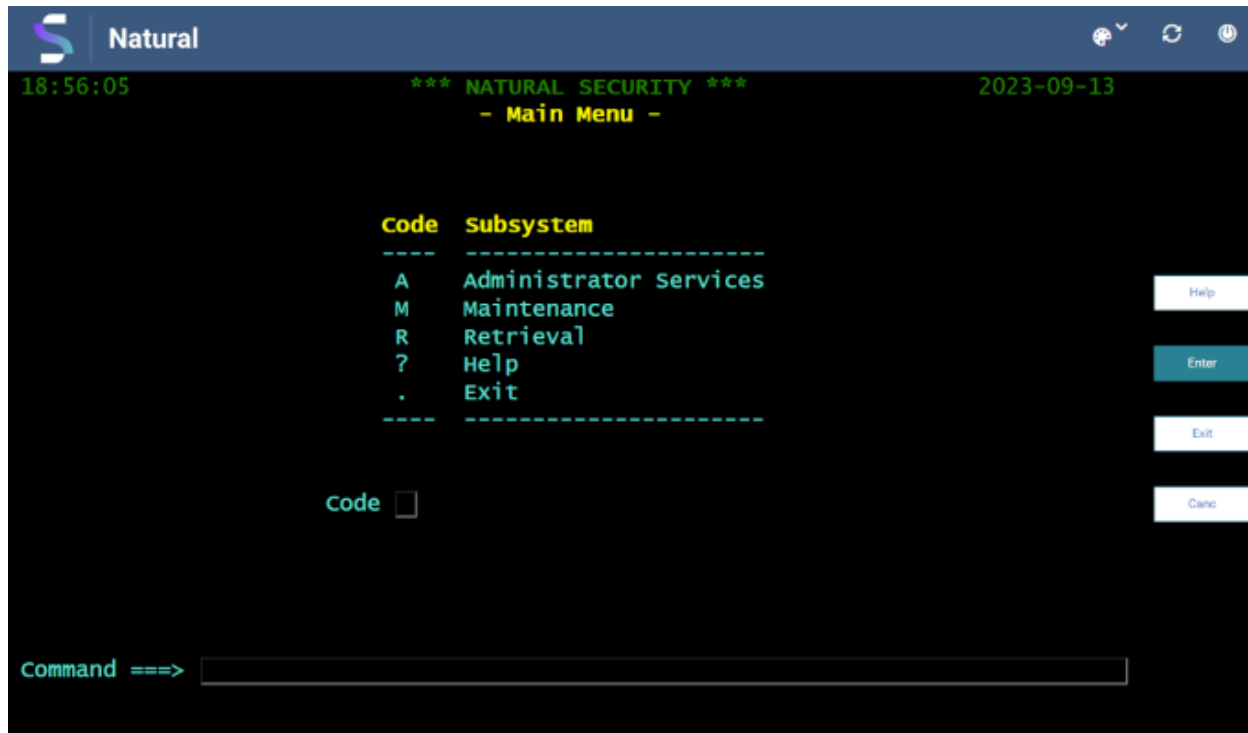 Natural
18:56:05 *** NATURAL SECURITY *** 2023-09-13
- Main Menu -
Code Subsystem
---- ----------------------
A Administrator Services
M Maintenance
R Retrieval
? Help
. Exit
---- ----------------------
Code
Command ===>
Help
Enter
Exit
Canc